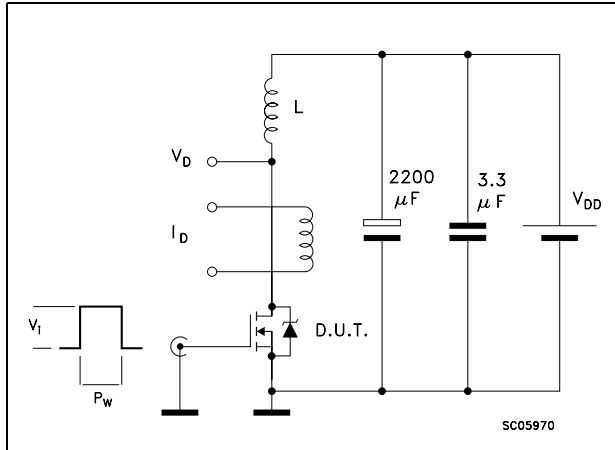 L
V_D
2200
μF
3.3
μF
V_DD
I_D
V_i
D.U.T.
P_W
SC05970